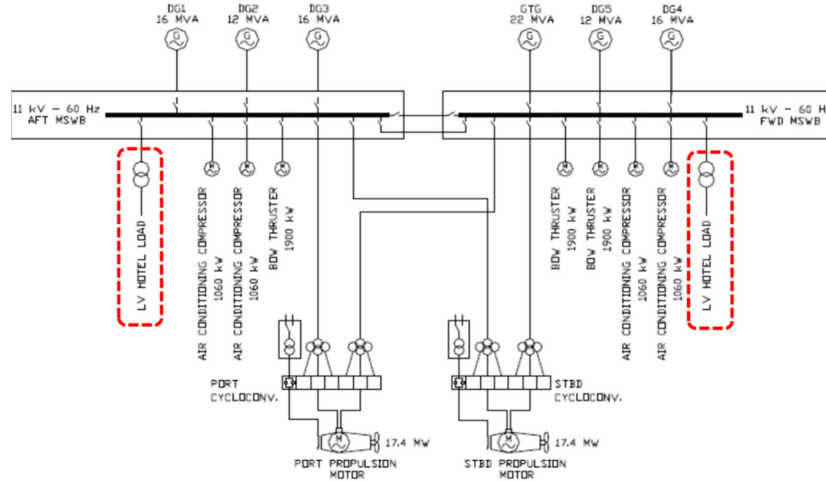 DG1
16 MVA
DG2
12 MVA
DG3
16 MVA
GTG
22 MVA
DG5
12 MVA
DG4
16 MVA
11 kV - 60 Hz
AFT MSWB
11 kV - 60 H
FWD MSWB
LV HOTEL LOAD
AIR CONDITIONING COMPRESSOR
1060 kW
AIR CONDITIONING COMPRESSOR
1060 kW
BOW THRUSTER
1900 kW
BOW THRUSTER
1900 kW
BOW THRUSTER
1900 kW
AIR CONDITIONING COMPRESSOR
1060 kW
AIR CONDITIONING COMPRESSOR
1060 kW
LV HOTEL LOAD
PORT
CYCLOCONV.
STBD
CYCLOCONV.
M
17.4 MW
M
17.4 MW
PORT PROPULSION
MOTOR
STBD PROPULSION
MOTOR